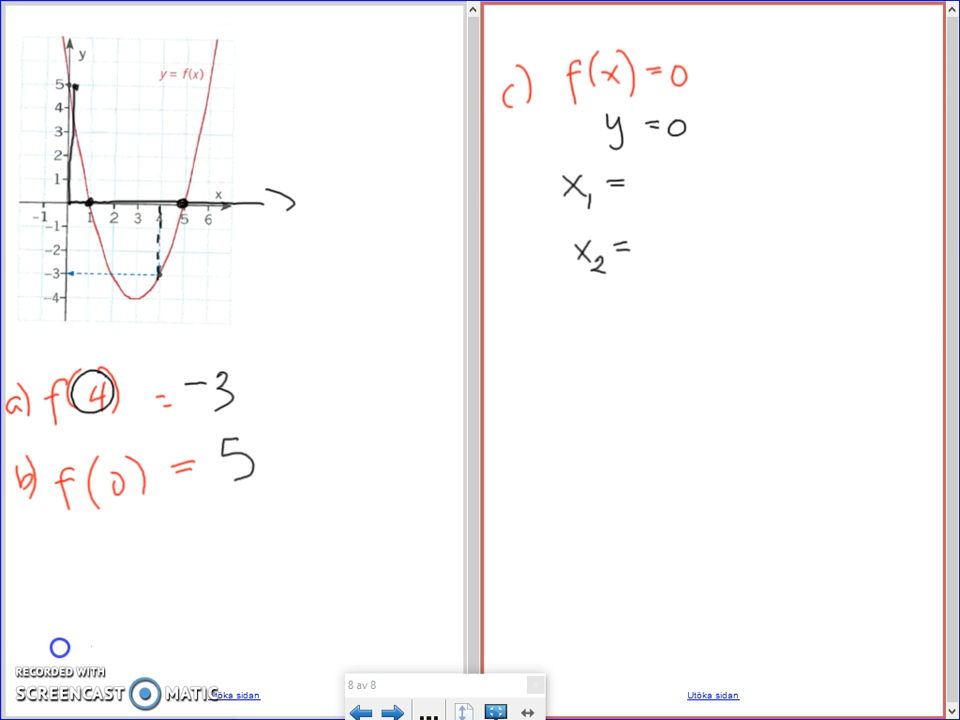 y
y = f(x)
5
4
3
2
1
x
-1 1 2 3 4 5 6
-1
-2
-3
-4
a) f(4) = -3
b) f(0) = 5
RECORDED WITH
SCREENCAST MATIC
Utöka sidan
c) f(x) = 0
y = 0
x₁ =
x₂ =
8 av 8
Utöka sidan